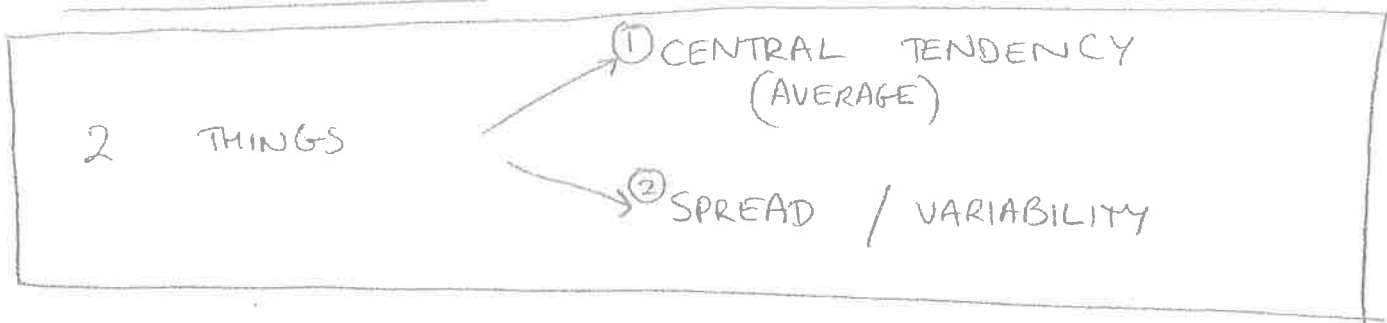 ① CENTRAL TENDENCY
(AVERAGE)
2 THINGS
② SPREAD / VARIABILITY